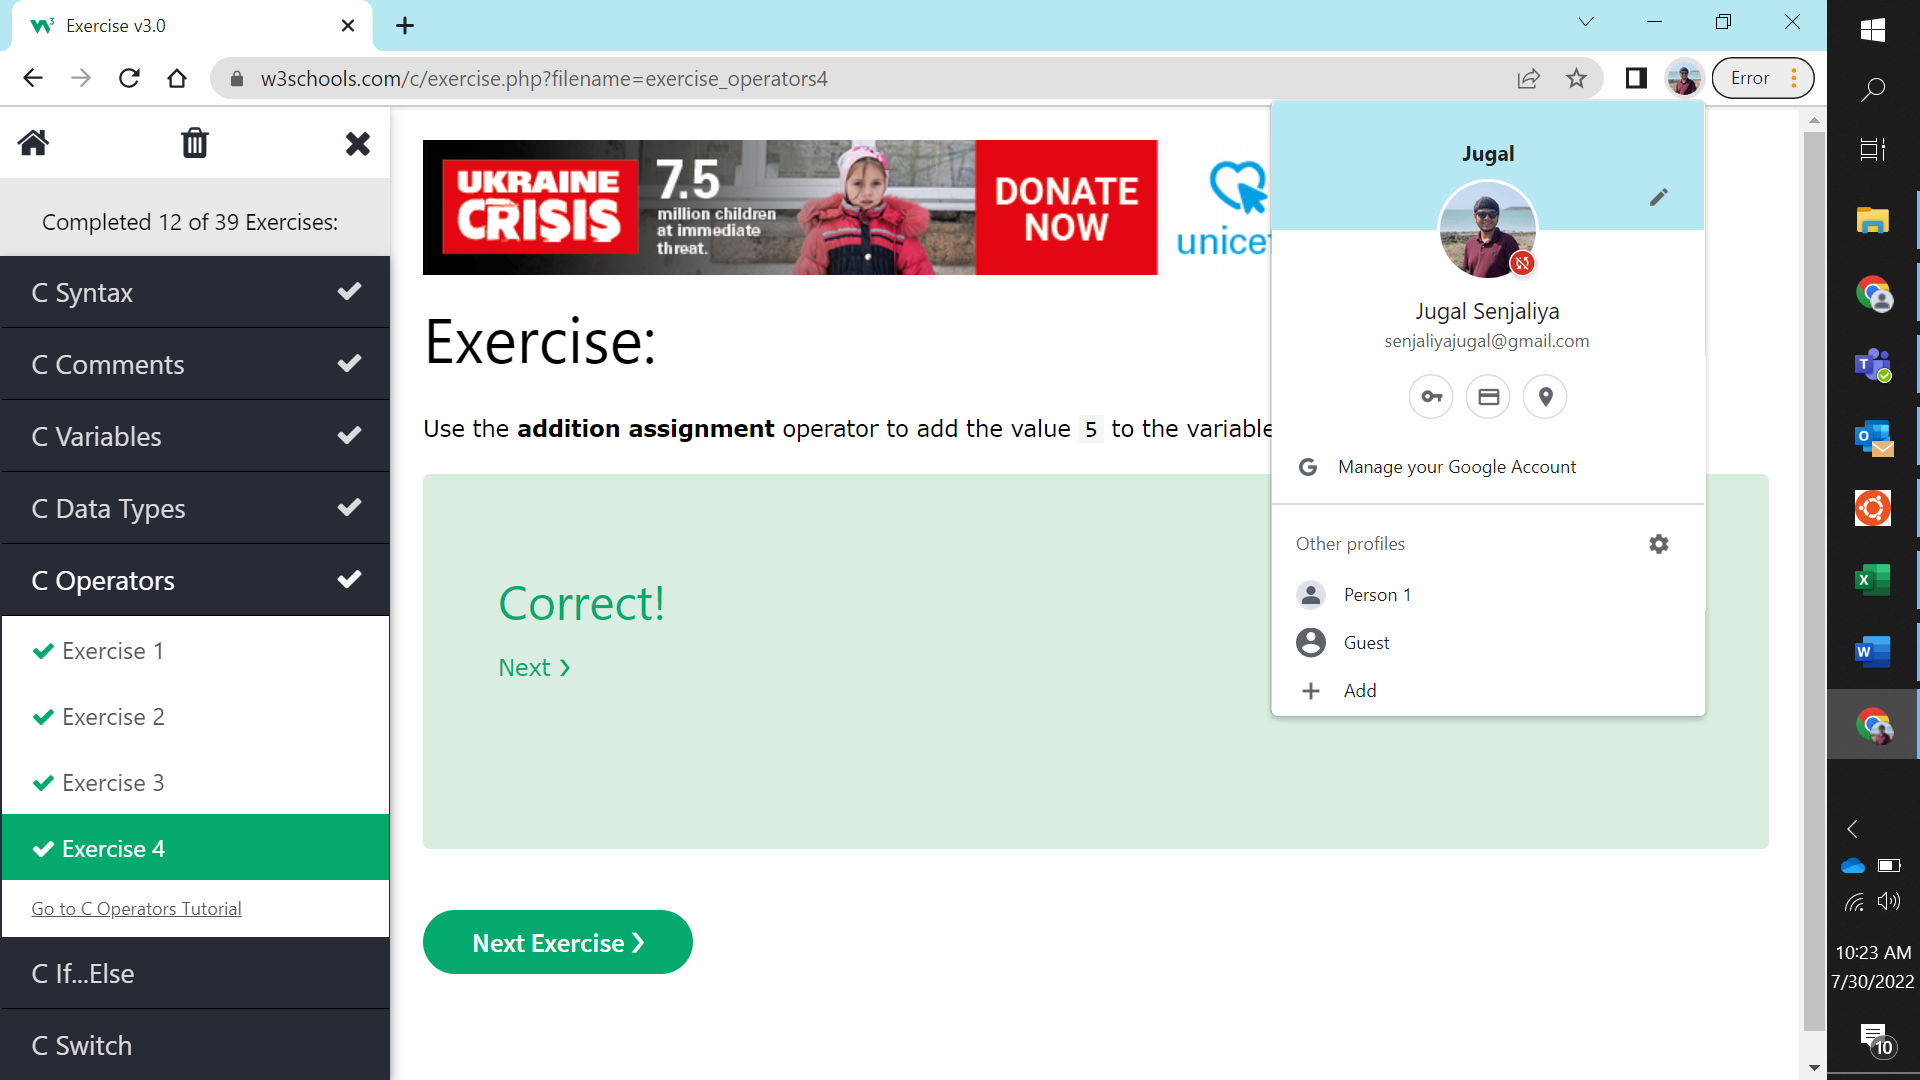 Exercise v3.0
w3schools.com/c/exercise.php?filename=exercise_operators4
Error
Completed 12 of 39 Exercises:
C Syntax
C Comments
C Variables
C Data Types
C Operators
Exercise 1
Exercise 2
Exercise 3
Exercise 4
Go to C Operators Tutorial
C If...Else
C Switch
UKRAINE
CRISIS
7.5
million children
at immediate
threat.
DONATE
NOW
unicef
Exercise:
Use the addition assignment operator to add the value 5 to the variable
Correct!
Next ❯
Next Exercise ❯
Jugal
Jugal Senjaliya
senjaliyajugal@gmail.com
Manage your Google Account
Other profiles
Person 1
Guest
Add
10:23 AM
7/30/2022
10